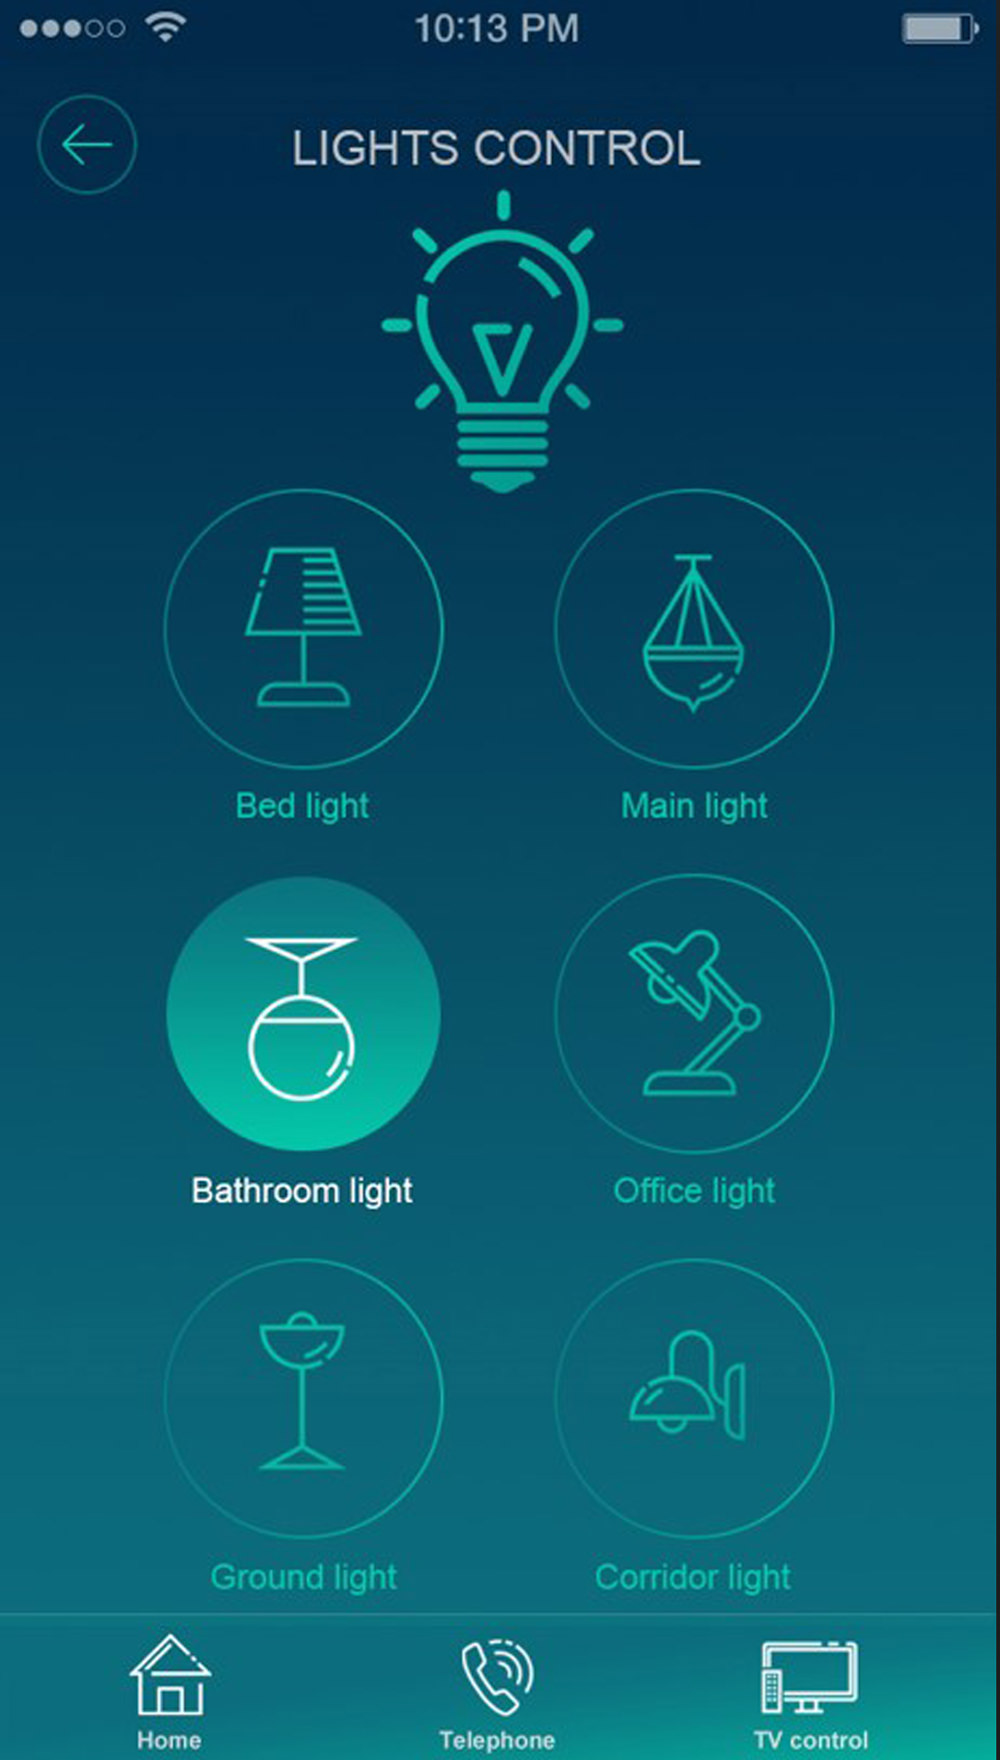 10:13 PM
LIGHTS CONTROL
Bed light
Main light
Bathroom light
Office light
Ground light
Corridor light
Home
Telephone
TV control